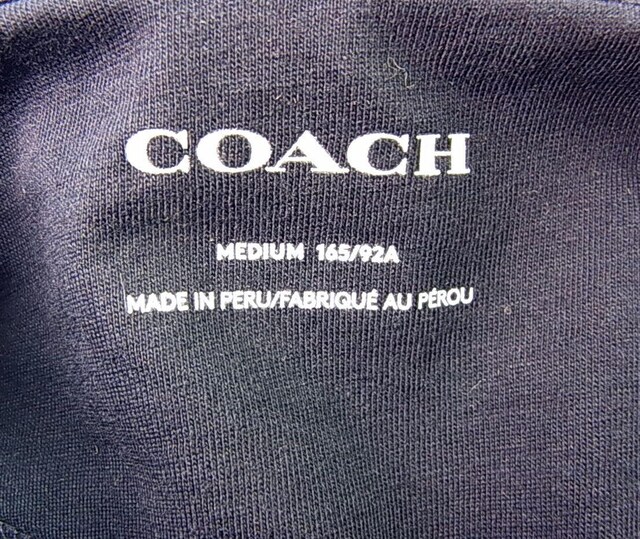 COACH
MEDIUM 165/92A
MADE IN PERU/FABRIQUÉ AU PÉROU